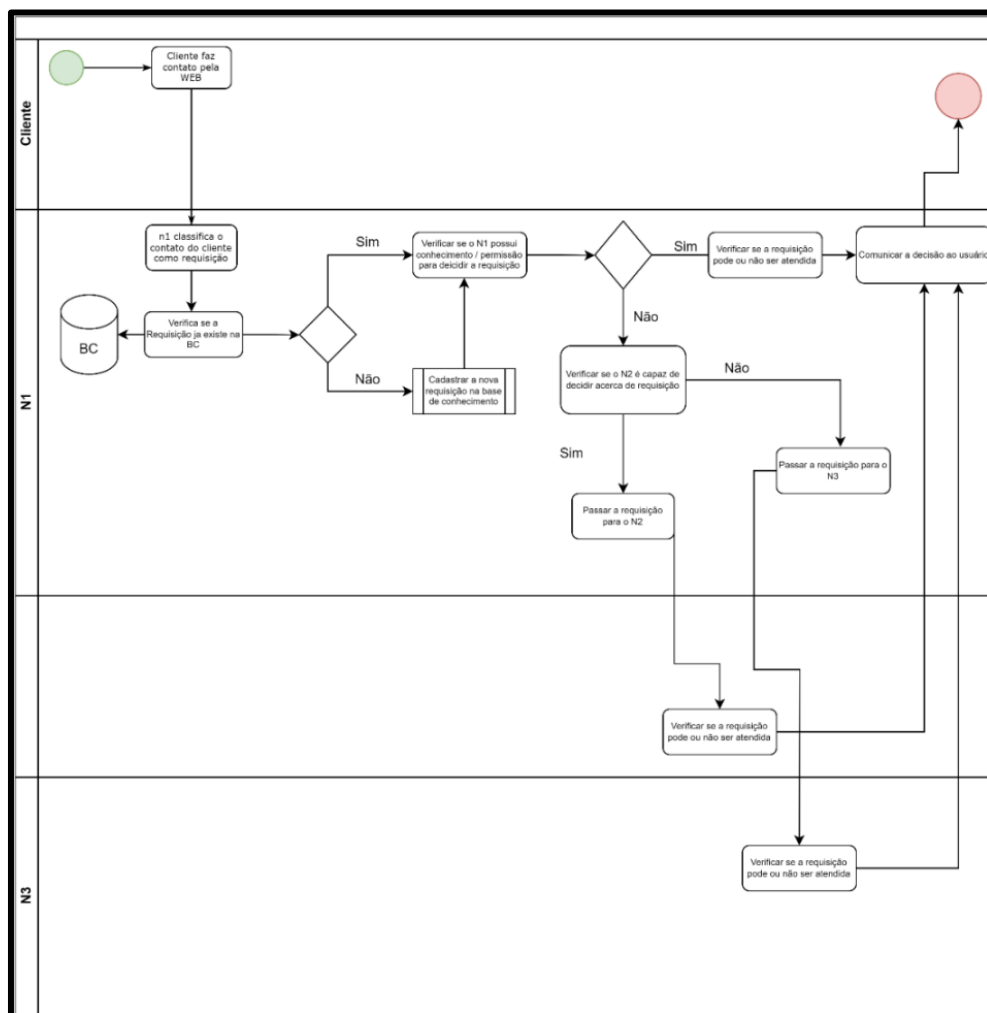 Cliente
Cliente faz
contato pela
WEB
N1
n1 classifica o
contato do cliente
como requisição
Verifica se a
Requisição ja existe na
BC
BC
Sim
Não
Verificar se o N1 possui
conhecimento / permissão
para deicidir a requisição
Cadastrar a nova
requisição na base
de conhecimento
Sim
Não
Verificar se a requisição
pode ou não ser atendida
Comunicar a decisão ao usuário
Verificar se o N2 é capaz de
decidir acerca de requisição
Não
Sim
Passar a requisição para o
N3
Passar a requisição
para o N2
Verificar se a requisição
pode ou não ser atendida
N3
Verificar se a requisição
pode ou não ser atendida